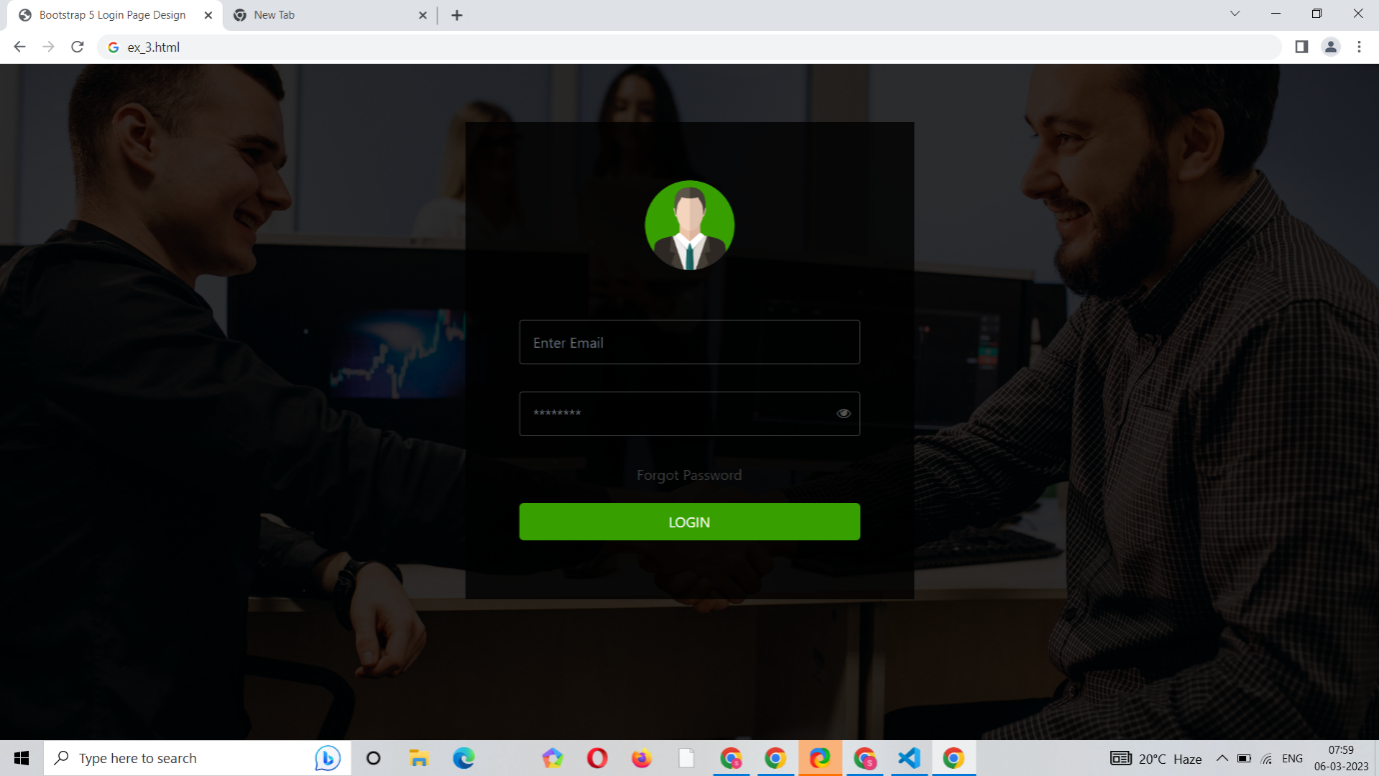 Bootstrap 5 Login Page Design
New Tab
ex_3.html
Enter Email
********
Forgot Password
LOGIN
Type here to search
20°C Haze
ENG
07:59
06-03-2023